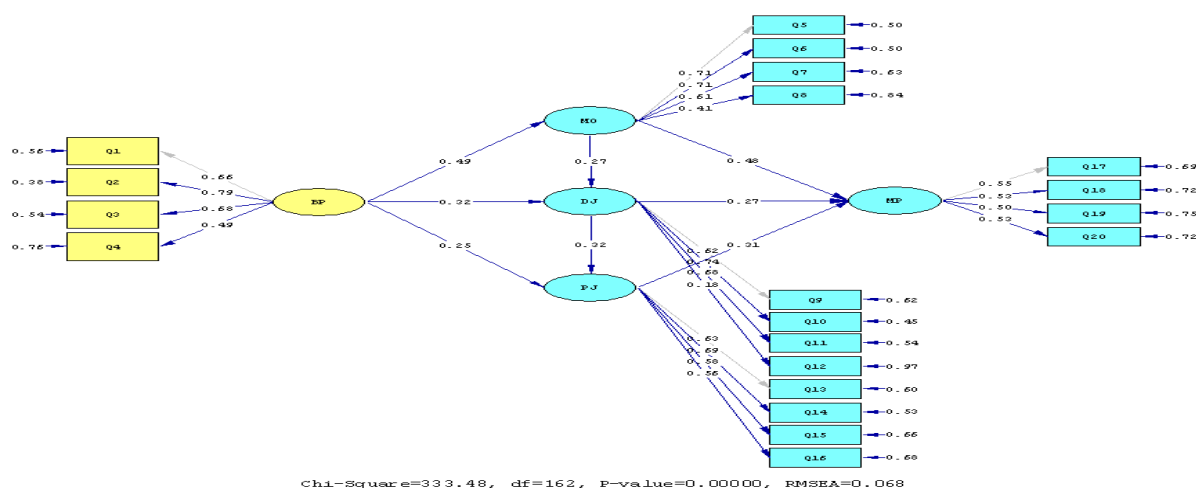 Q5
0.50
Q6
0.50
Q7
0.63
Q8
0.84
0.71
0.71
0.61
0.41
MO
0.56
Q1
0.38
Q2
0.54
Q3
0.76
Q4
0.66
0.79
0.68
0.49
0.49
0.32
0.25
0.27
DJ
0.32
PJ
0.48
0.27
0.31
MP
0.55
0.53
0.50
0.53
Q17
0.69
Q18
0.72
Q19
0.75
Q20
0.72
0.62
0.74
0.68
0.18
0.63
0.69
0.58
0.56
Q9
0.62
Q10
0.45
Q11
0.54
Q12
0.97
Q13
0.60
Q14
0.53
Q15
0.66
Q16
0.68
Chi-Square=333.48, df=162, P-value=0.00000, RMSEA=0.068